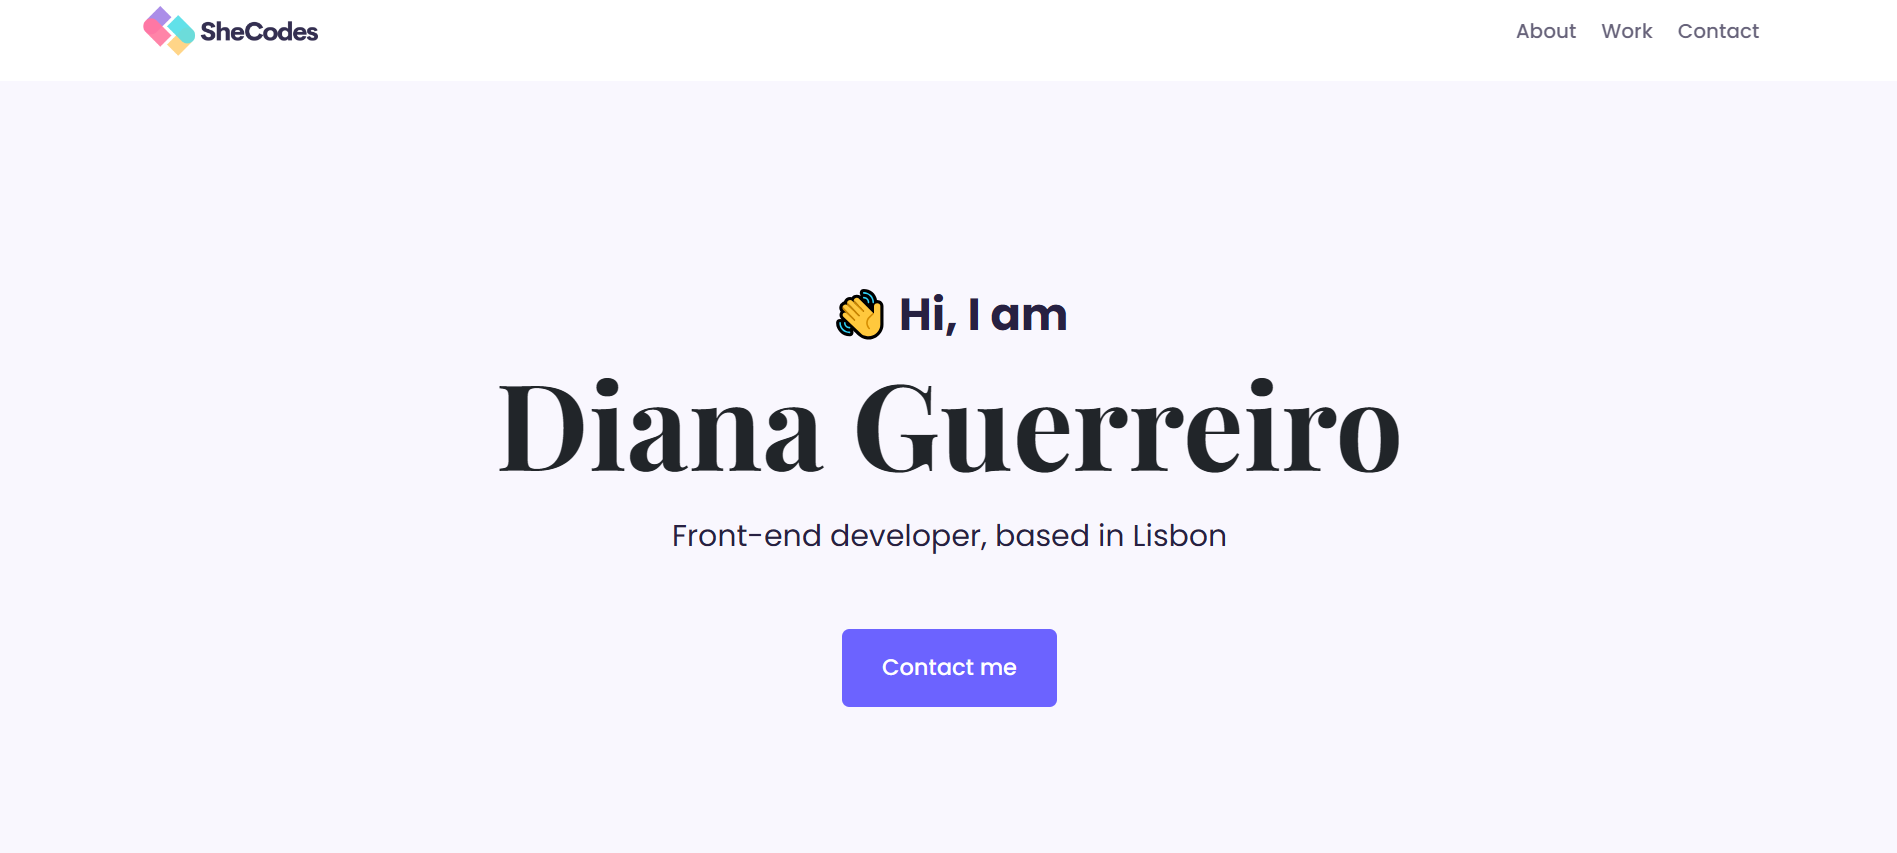 SheCodes
About Work Contact
👋 Hi, I am
Diana Guerreiro
Front-end developer, based in Lisbon
Contact me